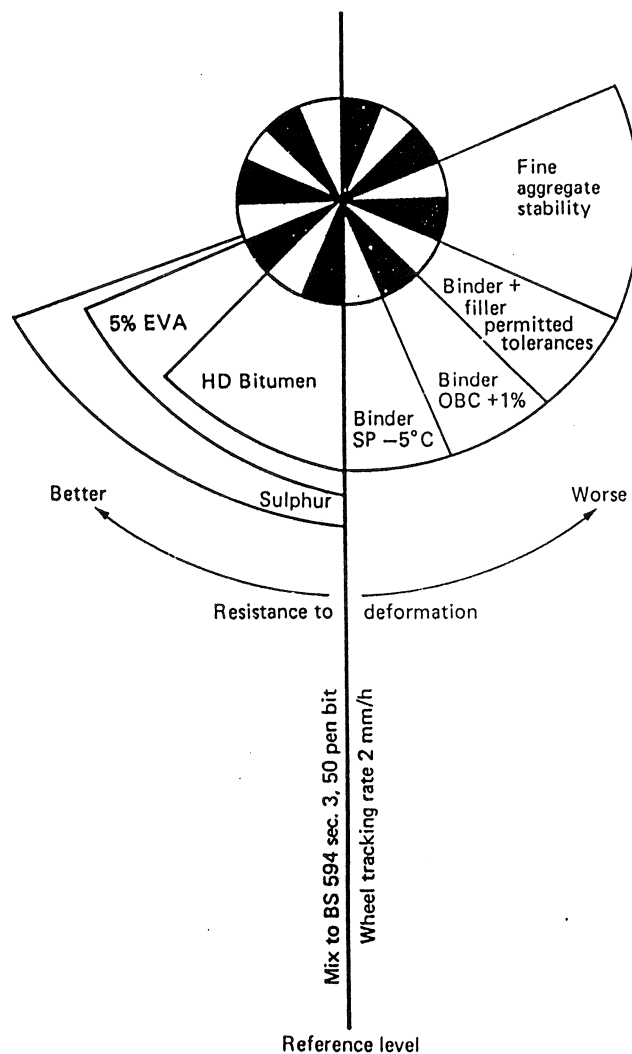 Fine
aggregate
stability
Binder +
filler
permitted
tolerances
5% EVA
HD Bitumen
Binder
OBC +1%
Binder
SP −5°C
Sulphur
Better
Worse
Resistance to deformation
Mix to BS 594 sec. 3, 50 pen bit
Wheel tracking rate 2 mm/h
Reference level